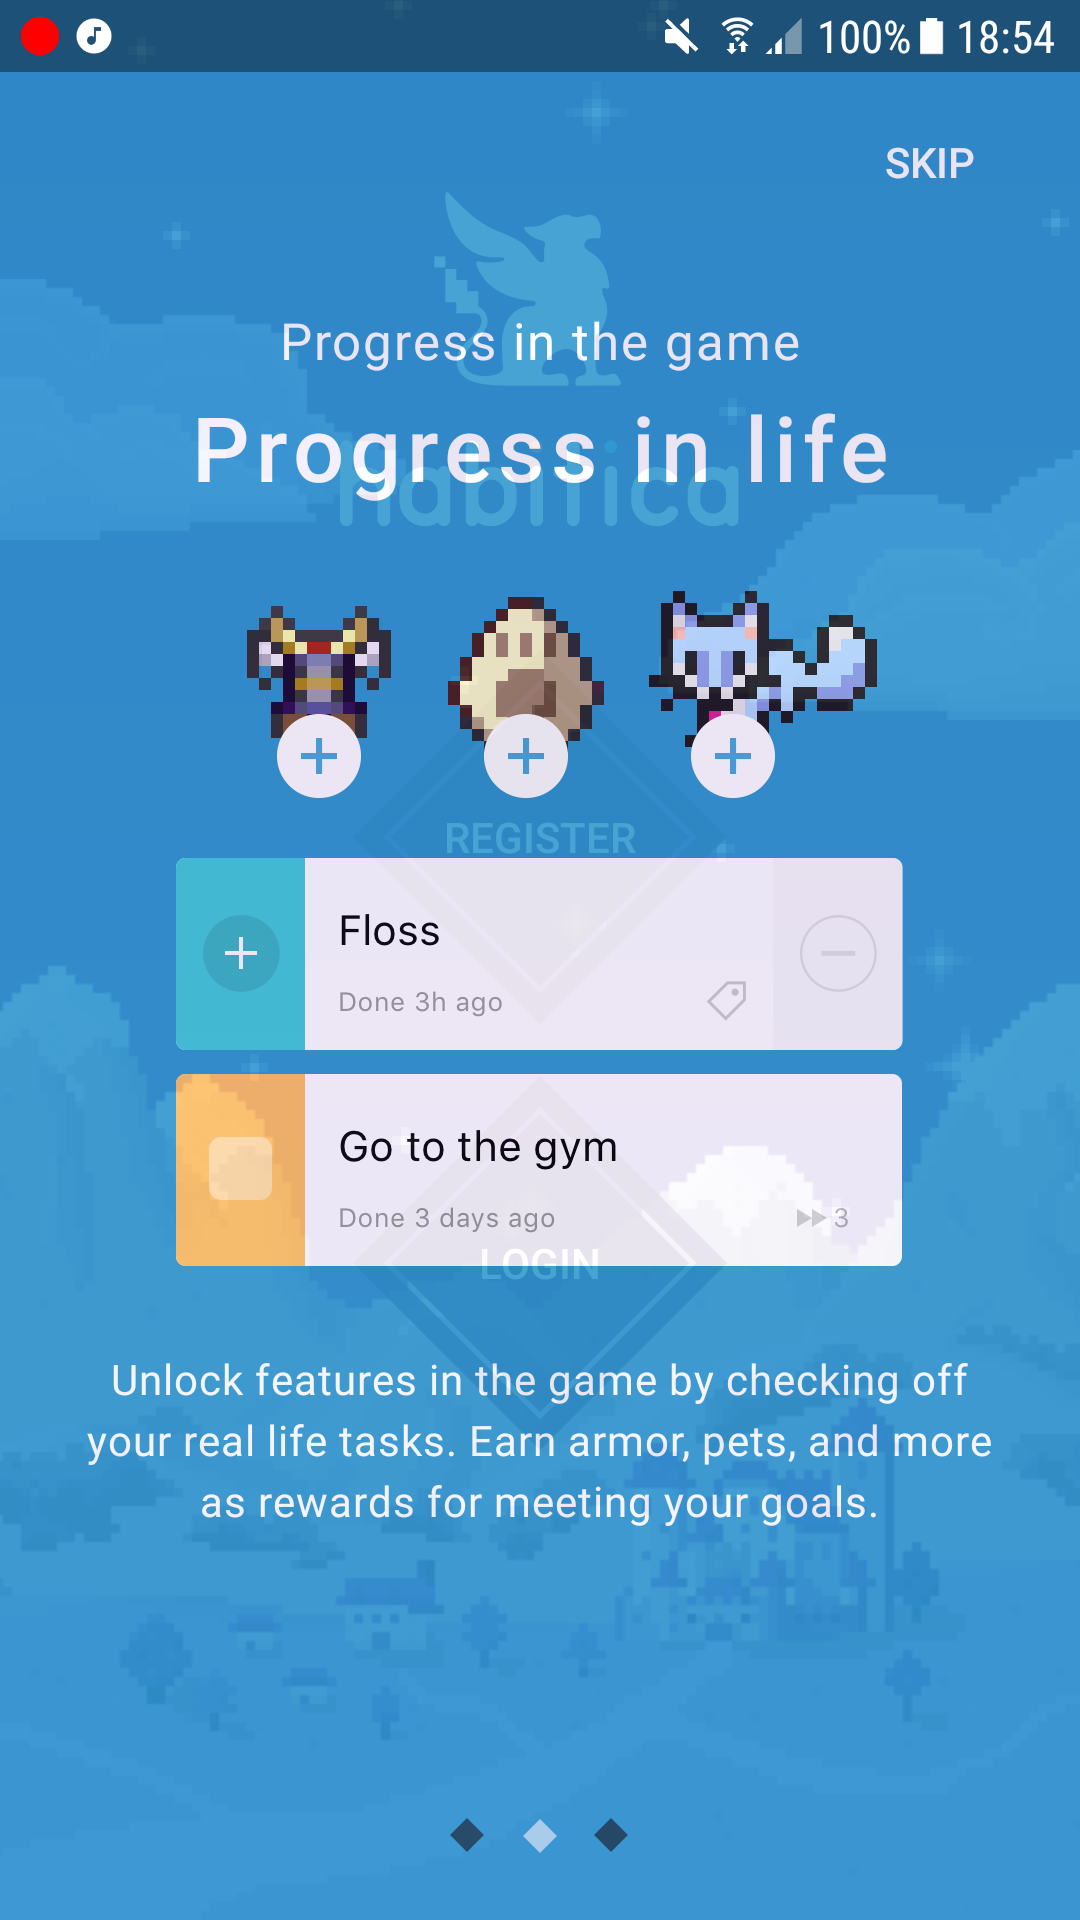 100% 18:54
SKIP
Progress in the game
Progress in life
habitica
REGISTER
Floss
Done 3h ago
Go to the gym
Done 3 days ago
3
LOGIN
Unlock features in the game by checking off
your real life tasks. Earn armor, pets, and more
as rewards for meeting your goals.